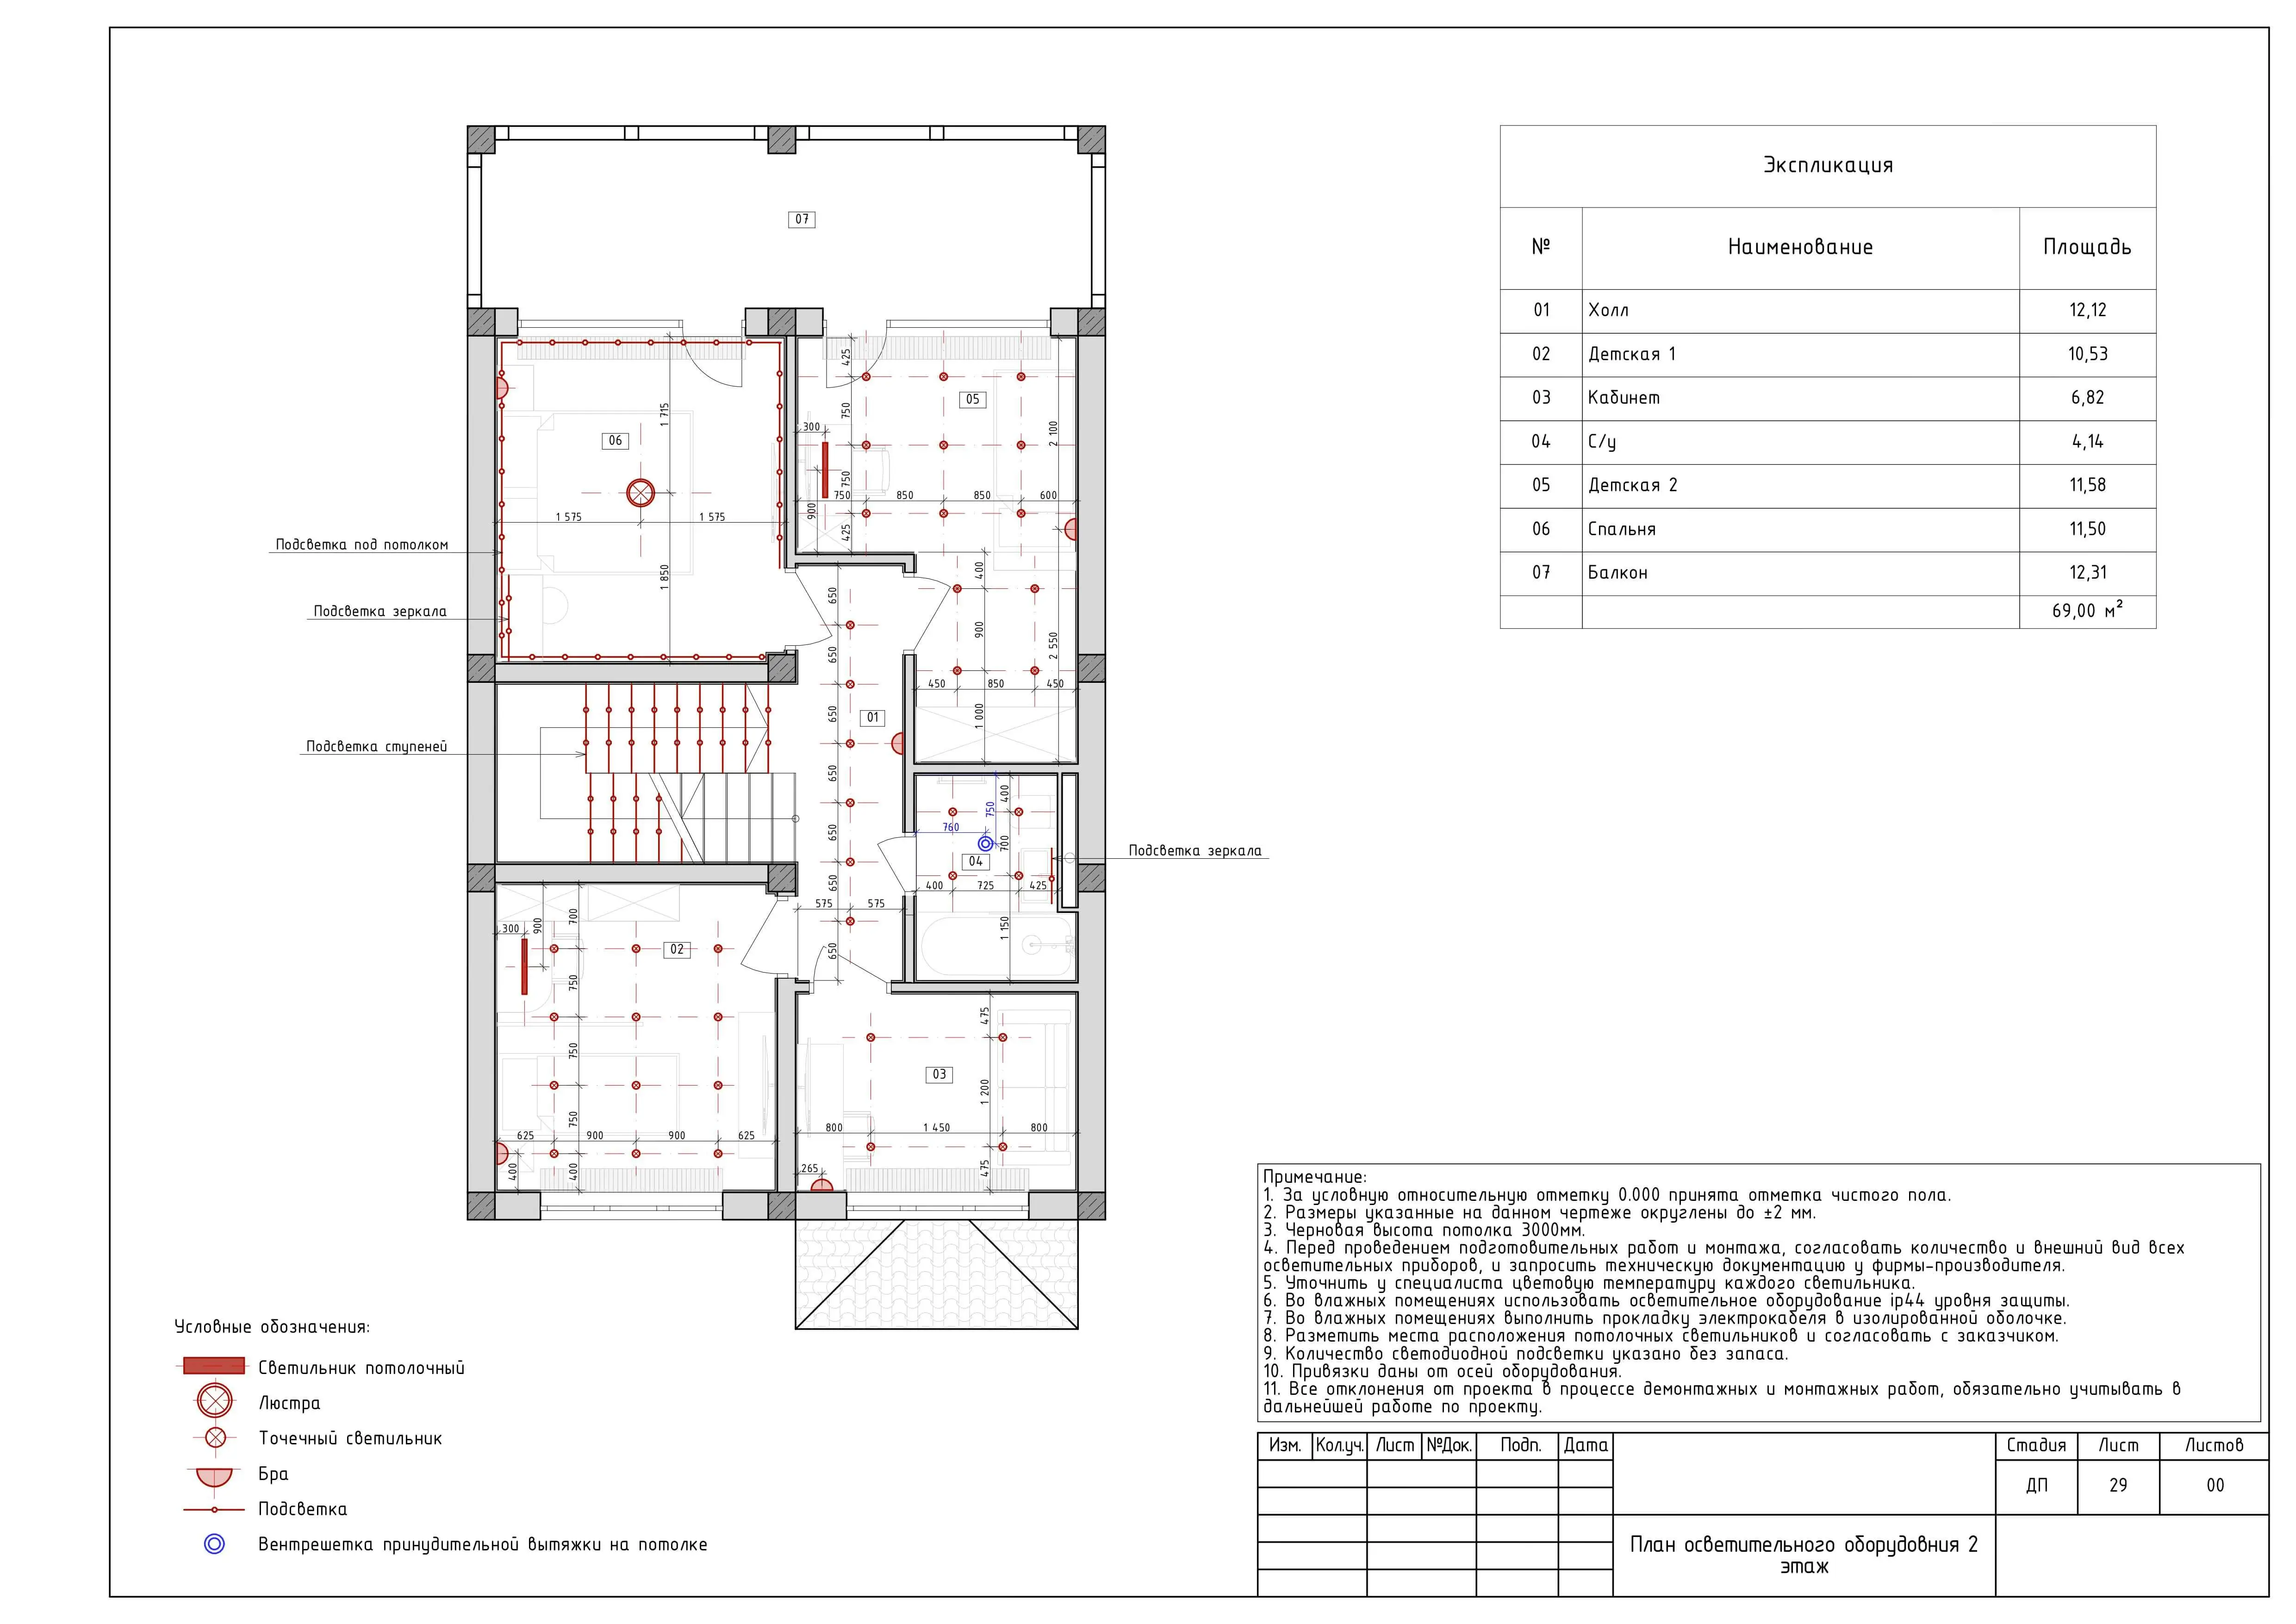 07
Экспликация
№ Наименование Площадь
01 Холл 12,12
02 Детская 1 10,53
03 Кабинет 6,82
04 С/у 4,14
05 Детская 2 11,58
06 Спальня 11,50
07 Балкон 12,31
69,00 м²
425
1 715
05
750
300
06
2 100
750
750 850 850 600
900
1 575 1 575
425
Подсветка под потолком
400
1 850
650
Подсветка зеркала
900
650
2 550
450 850 450
01
650
1 000
Подсветка ступеней
650
400
750
760
700
650
Подсветка зеркала
04
400 725 425
650
575 575
700
900
300
1 150
02
650
750
475
750
03
1 200
750
800 1 450 800
625 900 900 625
400
400
265
475
Примечание:
1. За условную относительную отметку 0.000 принята отметка чистого пола.
2. Размеры указанные на данном чертеже округлены до ±2 мм.
3. Черновая высота потолка 3000мм.
4. Перед проведением подготовительных работ и монтажа, согласовать количество и внешний вид всех
осветительных приборов, и запросить техническую документацию у фирмы-производителя.
5. Уточнить у специалиста цветовую температуру каждого светильника.
6. Во влажных помещениях использовать осветительное оборудование ip44 уровня защиты.
7. Во влажных помещениях выполнить прокладку электрокабеля в изолированной оболочке.
8. Разметить места расположения потолочных светильников и согласовать с заказчиком.
9. Количество светодиодной подсветки указано без запаса.
10. Привязки даны от осей оборудования.
11. Все отклонения от проекта в процессе демонтажных и монтажных работ, обязательно учитывать в
дальнейшей работе по проекту.
Условные обозначения:
Светильник потолочный
Люстра
Точечный светильник
Бра
Подсветка
Вентрешетка принудительной вытяжки на потолке
Изм. Кол.уч. Лист №Док. Подп. Дата
Стадия Лист Листов
ДП 29 00
План осветительного оборудовния 2
этаж